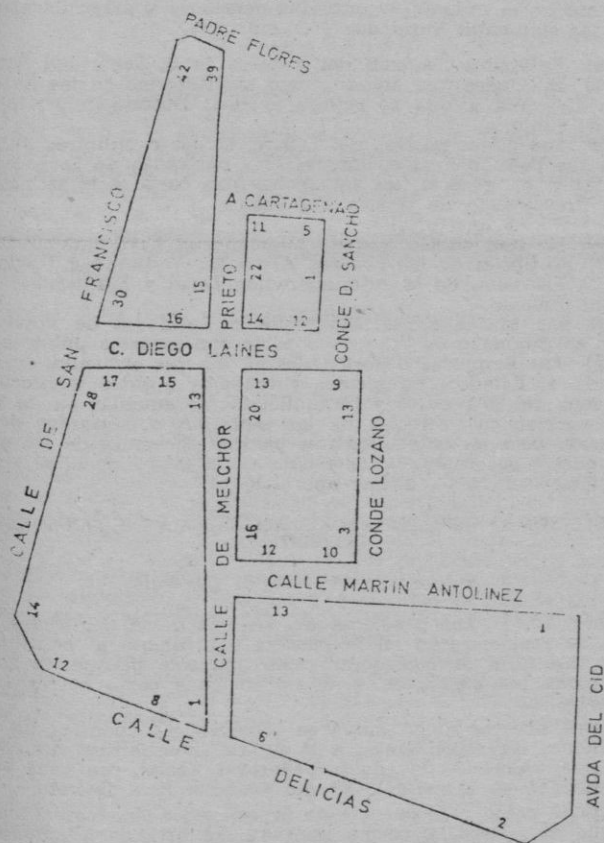 PADRE FLORES
42 39
A CARTAGENAO
11 5
22 1
14 12
CONDE D. SANCHO
30 16 15
C. DIEGO LAINES
CALLE DE SAN FRANCISCO
28 17 15 13
13 9
20 13
16 3
12 10
CONDE LOZANO
CALLE DE MELCHOR PRIETO
CALLE MARTIN ANTOLINEZ
13 1
14
12
8 1
6
2
CALLE DELICIAS
AVDA DEL CID